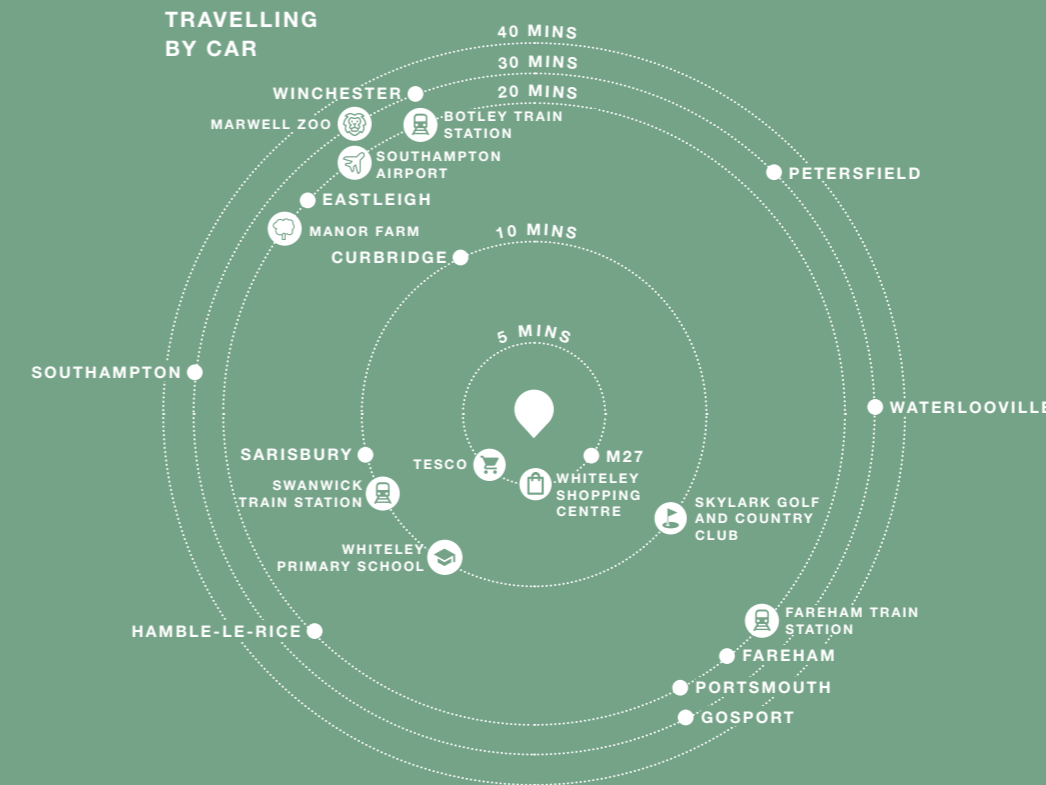 TRAVELLING
BY CAR
40 MINS
30 MINS
20 MINS
WINCHESTER
MARWELL ZOO
BOTLEY TRAIN
STATION
SOUTHAMPTON
AIRPORT
PETERSFIELD
EASTLEIGH
MANOR FARM
10 MINS
CURBRIDGE
5 MINS
SOUTHAMPTON
WATERLOOVILLE
SARISBURY
TESCO
M27
WHITELEY
SHOPPING
CENTRE
SWANWICK
TRAIN STATION
SKYLARK GOLF
AND COUNTRY
CLUB
WHITELEY
PRIMARY SCHOOL
FAREHAM TRAIN
STATION
HAMBLE-LE-RICE
FAREHAM
PORTSMOUTH
GOSPORT